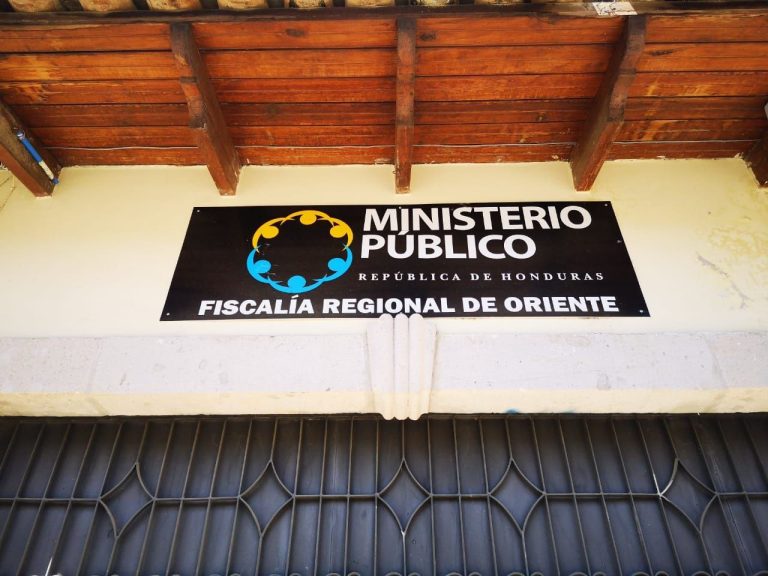 MINISTERIO
PÚBLICO
REPÚBLICA DE HONDURAS
FISCALÍA REGIONAL DE ORIENTE